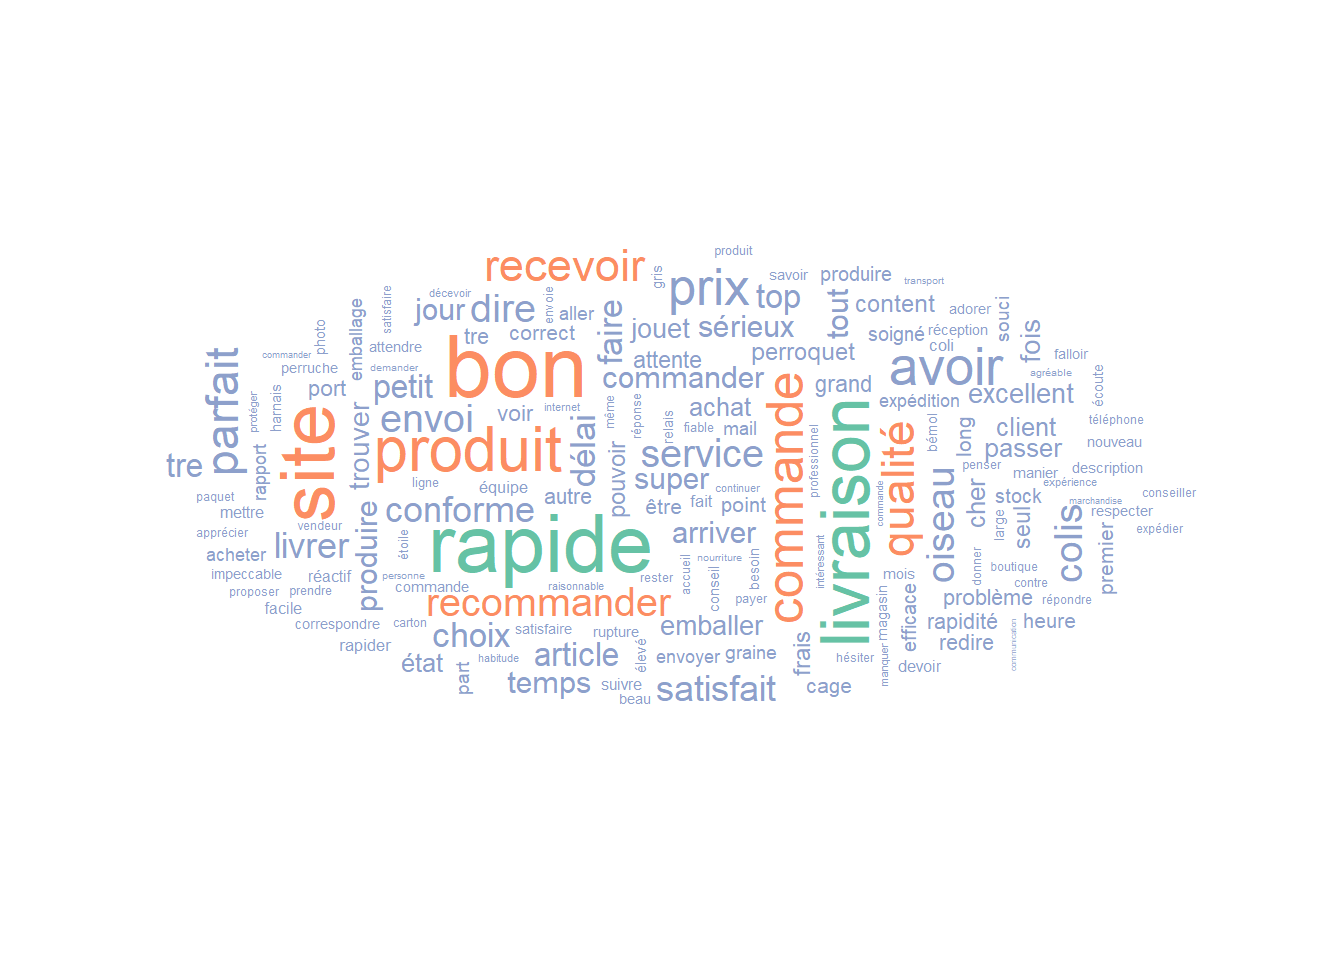 produit
recevoir
gris
prix
savoir
produire
transport
décevoir
satisfaire
emballage
envoie
jour
dire
aller
faire
top
tout
content
adorer
souci
photo
tre
correct
jouet
sérieux
soigné
réception
fois
commander
attendre
bon
attente
perroquet
coli
falloir
parfait
perruche
demander
commander
avoir
agréable
écoute
protéger
harnais
port
petit
grand
expédition
excellent
site
trouver
envoi
voir
internet
même
réponse
relais
achat
fiable
mail
commande
livraison
qualité
bémol
long
client
téléphone
produit
délai
service
professionnel
passer
nouveau
tre
rapport
ligne
équipe
pouvoir
super
continuer
penser
manier
description
paquet
mettre
conforme
autre
être
fait
point
commande
oiseau
cher
stock
expérience
conseiller
marchandise
respecter
apprécier
vendeur
étoile
rapide
arriver
large
seul
colis
expédier
acheter
livrer
produire
nourriture
besoin
intéressant
donner
boutique
premier
impeccable
réactif
personne
commande
raisonnable
rester
accueil
conseil
mois
contre
proposer
prendre
recommander
payer
magasin
efficace
problème
répondre
facile
correspondre
carton
choix
satisfaire
rupture
emballer
rapidité
heure
rapider
état
habitude
article
élevé
envoyer
graine
frais
hésiter
manquer
devoir
redire
communication
part
temps
suivre
satisfait
cage
beau